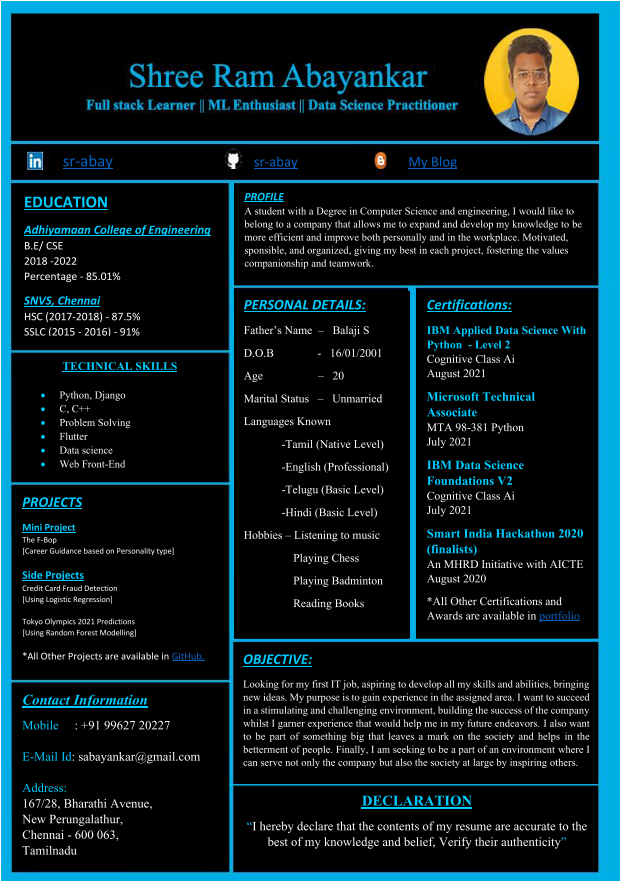 Shree Ram Abayankar
Full stack Learner || ML Enthusiast || Data Science Practitioner
in sr-abay
sr-abay
My Blog
EDUCATION
Adhiyamaan College of Engineering
B.E/ CSE
2018 -2022
Percentage - 85.01%
SNVS, Chennai
HSC (2017-2018) - 87.5%
SSLC (2015 - 2016) - 91%
TECHNICAL SKILLS
• Python, Django
• C, C++
• Problem Solving
• Flutter
• Data science
• Web Front-End
PROJECTS
Mini Project
The F-Bop
[Career Guidance based on Personality type]
Side Projects
Credit Card Fraud Detection
[Using Logistic Regression]
Tokyo Olympics 2021 Predictions
[Using Random Forest Modelling]
*All Other Projects are available in GitHub.
Contact Information
Mobile : +91 99627 20227
E-Mail Id: sabayankar@gmail.com
Address:
167/28, Bharathi Avenue,
New Perungalathur,
Chennai - 600 063,
Tamilnadu
PROFILE
A student with a Degree in Computer Science and engineering, I would like to
belong to a company that allows me to expand and develop my knowledge to be
more efficient and improve both personally and in the workplace. Motivated,
sponsible, and organized, giving my best in each project, fostering the values
companionship and teamwork.
PERSONAL DETAILS:
Father's Name – Balaji S
D.O.B - 16/01/2001
Age – 20
Marital Status – Unmarried
Languages Known
-Tamil (Native Level)
-English (Professional)
-Telugu (Basic Level)
-Hindi (Basic Level)
Hobbies – Listening to music
Playing Chess
Playing Badminton
Reading Books
Certifications:
IBM Applied Data Science With
Python - Level 2
Cognitive Class Ai
August 2021
Microsoft Technical
Associate
MTA 98-381 Python
July 2021
IBM Data Science
Foundations V2
Cognitive Class Ai
July 2021
Smart India Hackathon 2020
(finalists)
An MHRD Initiative with AICTE
August 2020
*All Other Certifications and
Awards are available in portfolio
OBJECTIVE:
Looking for my first IT job, aspiring to develop all my skills and abilities, bringing
new ideas. My purpose is to gain experience in the assigned area. I want to succeed
in a stimulating and challenging environment, building the success of the company
whilst I garner experience that would help me in my future endeavors. I also want
to be part of something big that leaves a mark on the society and helps in the
betterment of people. Finally, I am seeking to be a part of an environment where I
can serve not only the company but also the society at large by inspiring others.
DECLARATION
“I hereby declare that the contents of my resume are accurate to the
best of my knowledge and belief, Verify their authenticity”